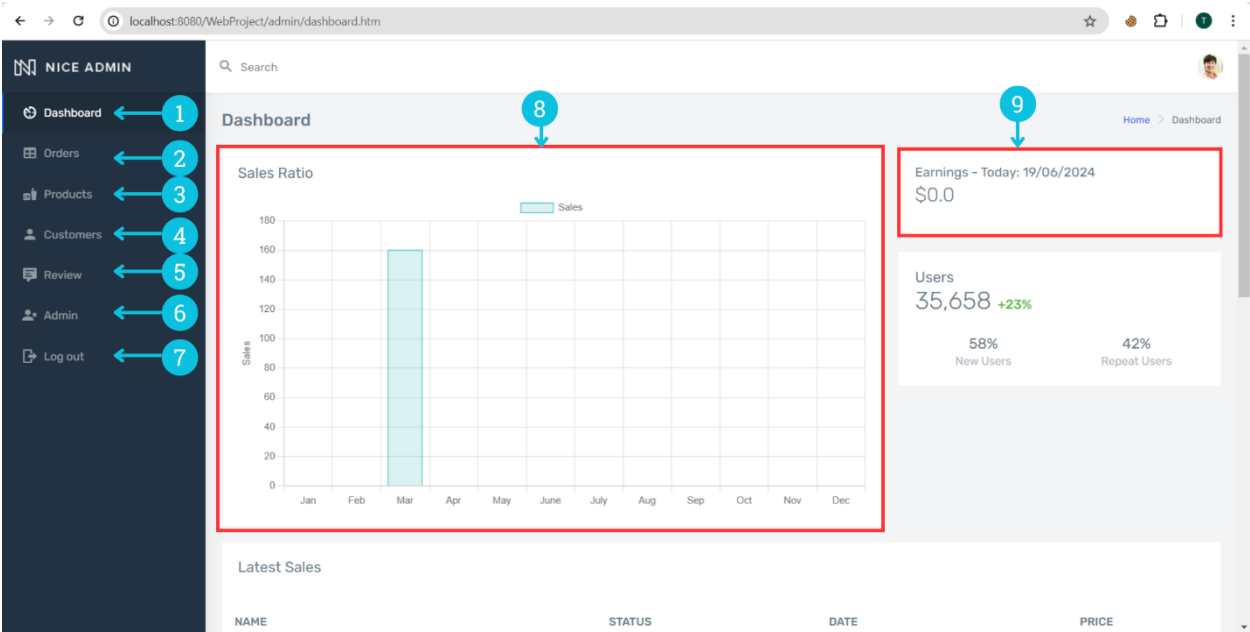 localhost:8080/WebProject/admin/dashboard.htm
T
NICE ADMIN
Search
Dashboard
1
Orders
2
Products
3
Customers
4
Review
5
Admin
6
Log out
7
Dashboard
8
9
Home > Dashboard
Sales Ratio
Sales
180
160
140
120
100
80
60
40
20
0
Sales
Jan Feb Mar Apr May June July Aug Sep Oct Nov Dec
Earnings - Today: 19/06/2024
$0.0
Users
35,658 +23%
58% 42%
New Users Repeat Users
Latest Sales
NAME STATUS DATE PRICE